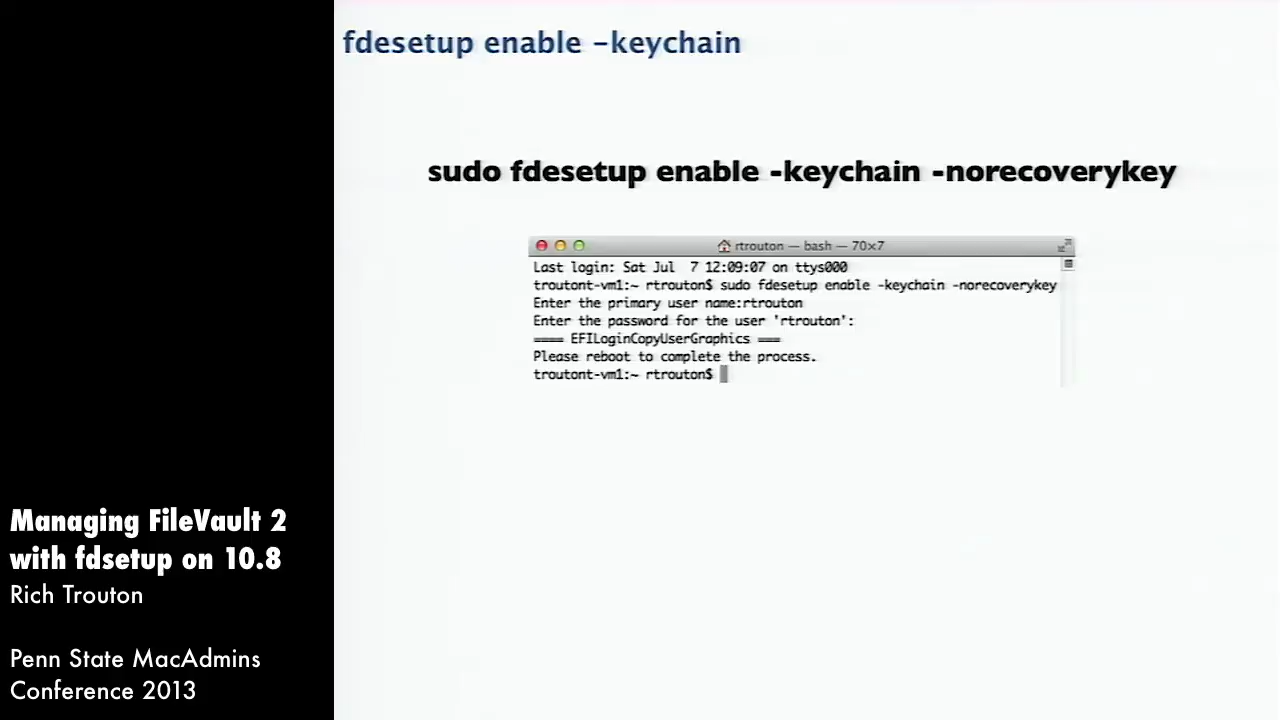 fdesetup enable -keychain
sudo fdesetup enable -keychain -norecoverykey
rtrouton — bash — 70×7
Last login: Sat Jul  7 12:09:07 on ttys000
troutont-vm1:~ rtrouton$ sudo fdesetup enable -keychain -norecoverykey
Enter the primary user name:rtrouton
Enter the password for the user 'rtrouton':
==== EFILoginCopyUserGraphics ===
Please reboot to complete the process.
troutont-vm1:~ rtrouton$
Managing FileVault 2
with fdsetup on 10.8
Rich Trouton
Penn State MacAdmins
Conference 2013